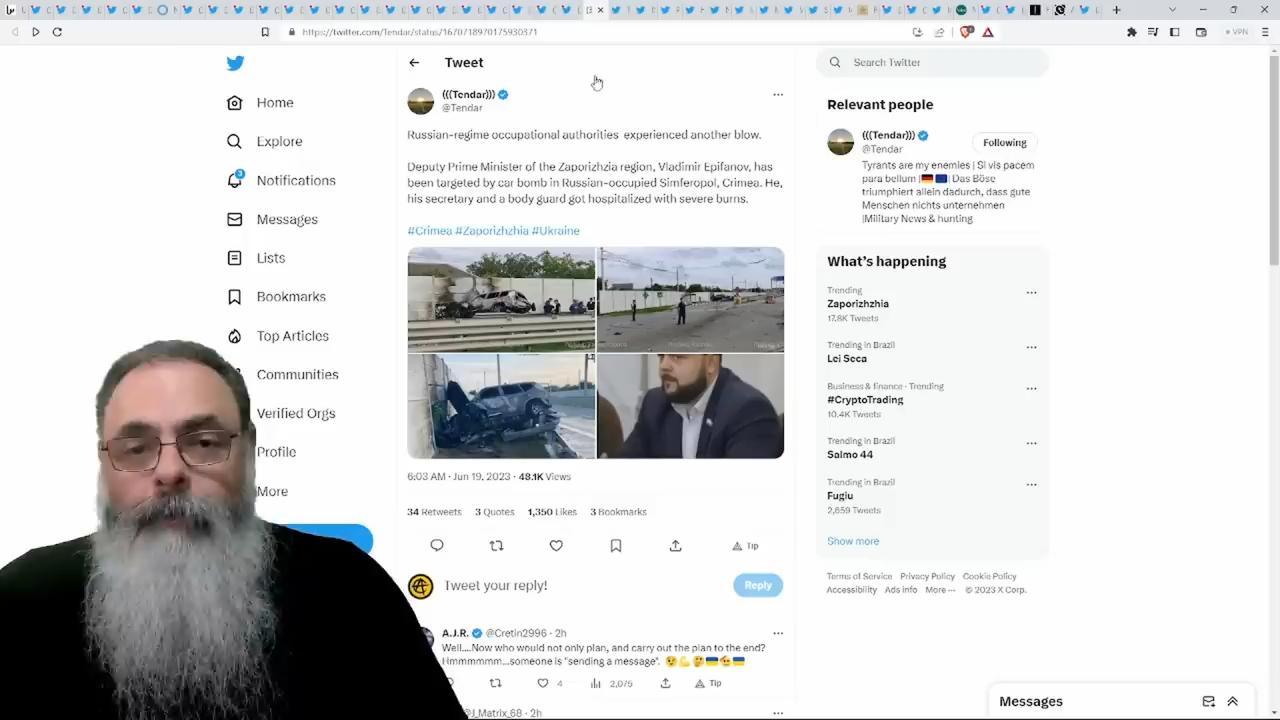 https://twitter.com/Tendar/status/1670718970175930371
VPN
Home
Explore
3
Notifications
Messages
Lists
Bookmarks
Top Articles
Communities
Verified Orgs
Profile
More
Tweet
(((Tendar)))
@Tendar
Russian-regime occupational authorities experienced another blow.
Deputy Prime Minister of the Zaporizhzia region, Vladimir Epifanov, has
been targeted by car bomb in Russian-occupied Simferopol, Crimea. He,
his secretary and a body guard got hospitalized with severe burns.
#Crimea #Zaporizhzhia #Ukraine
6:03 AM · Jun 19, 2023 · 48.1K Views
34 Retweets 3 Quotes 1,350 Likes 3 Bookmarks
Tip
Tweet your reply!
Reply
A.J.R. @Cretin2996 · 2h
Well....Now who would not only plan, and carry out the plan to the end?
Hmmmmmm...someone is "sending a message".
4 2,075 Tip
@J_Matrix_68 · 2h
Search Twitter
Relevant people
(((Tendar)))
@Tendar
Following
Tyrants are my enemies | Si vis pacem
para bellum | | Das Böse
triumphiert allein dadurch, dass gute
Menschen nichts unternehmen
|Military News & hunting
What's happening
Trending
Zaporizhzhia
17.8K Tweets
Trending in Brazil
Lei Seca
Business & finance · Trending
#CryptoTrading
10.4K Tweets
Trending in Brazil
Salmo 44
Trending in Brazil
Fugiu
2,659 Tweets
Show more
Terms of Service Privacy Policy Cookie Policy
Accessibility Ads info More ··· © 2023 X Corp.
Messages